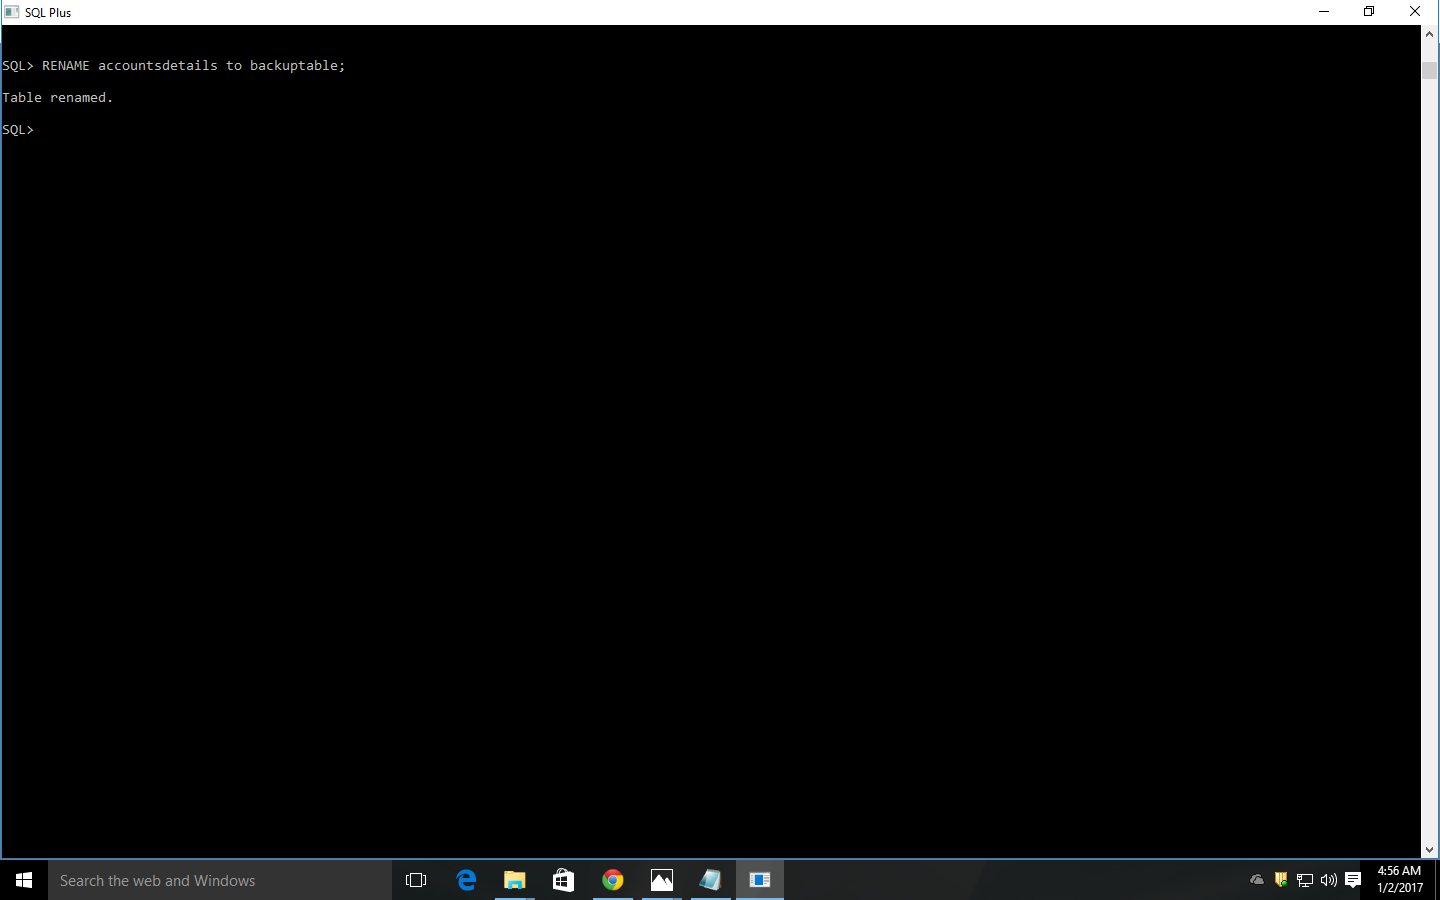 SQL Plus
SQL> RENAME accountsdetails to backuptable;
Table renamed.
SQL>
Search the web and Windows
4:56 AM
1/2/2017